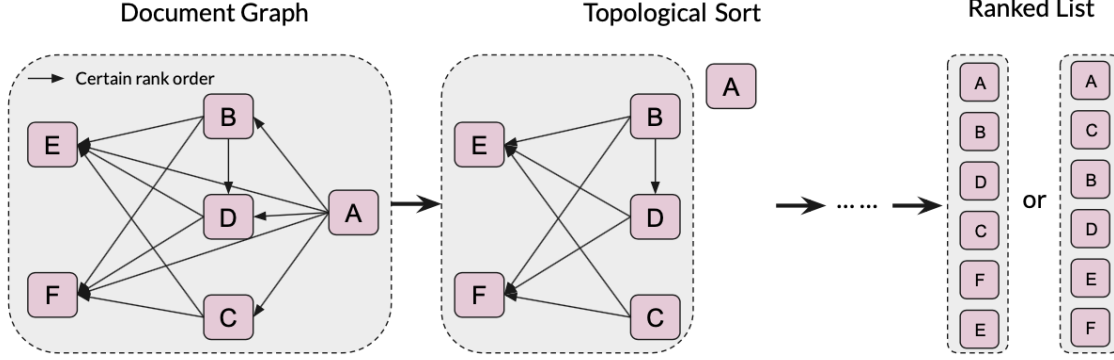 Document Graph
Topological Sort
Ranked List
Certain rank order
B
E
D
A
F
C
A
B
E
D
F
C
...... 
A
B
D
C
F
E
or
A
C
B
D
E
F